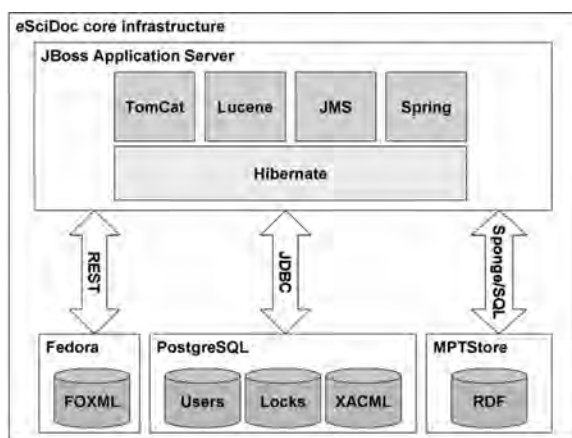 eSciDoc core infrastructure
JBoss Application Server
TomCat
Lucene
JMS
Spring
Hibernate
REST
JDBC
Sponge/SQL
Fedora
PostgreSQL
MPTStore
FOXML
Users
Locks
XACML
RDF